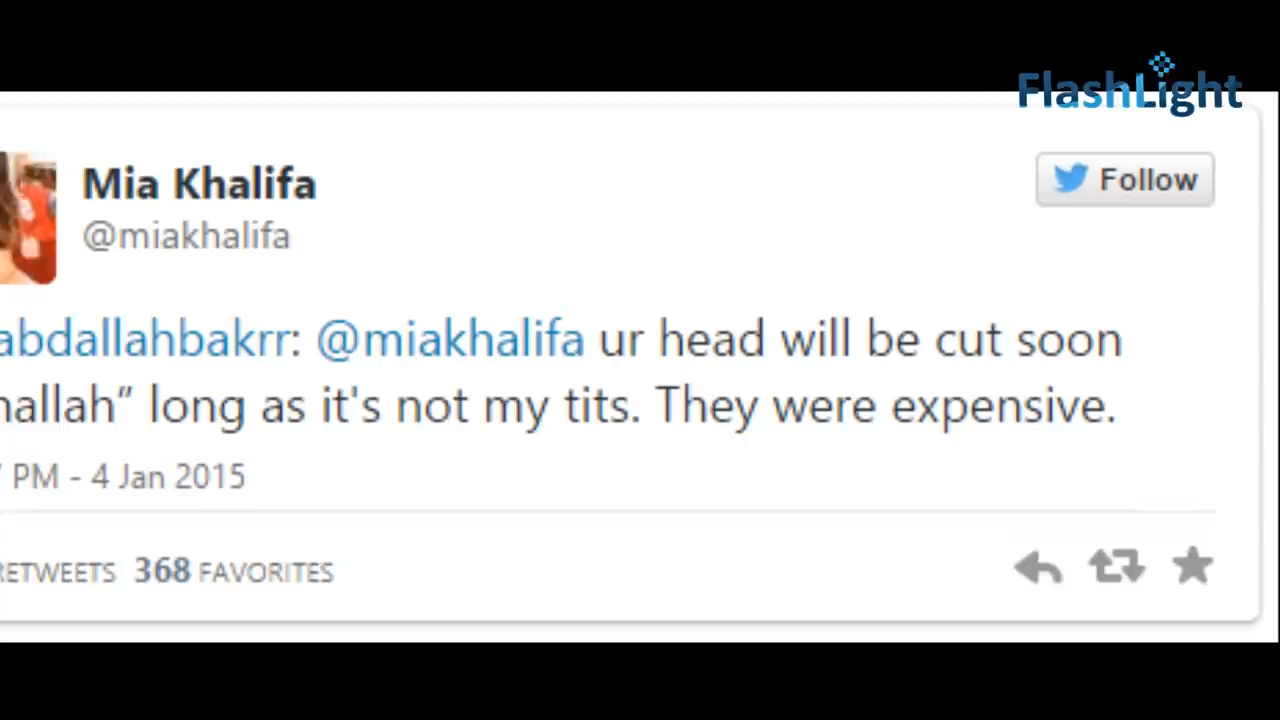 FlashLight
Mia Khalifa
Follow
@miakhalifa
abdallahbakrr: @miakhalifa ur head will be cut soon
hallah” long as it's not my tits. They were expensive.
PM - 4 Jan 2015
RETWEETS 368 FAVORITES